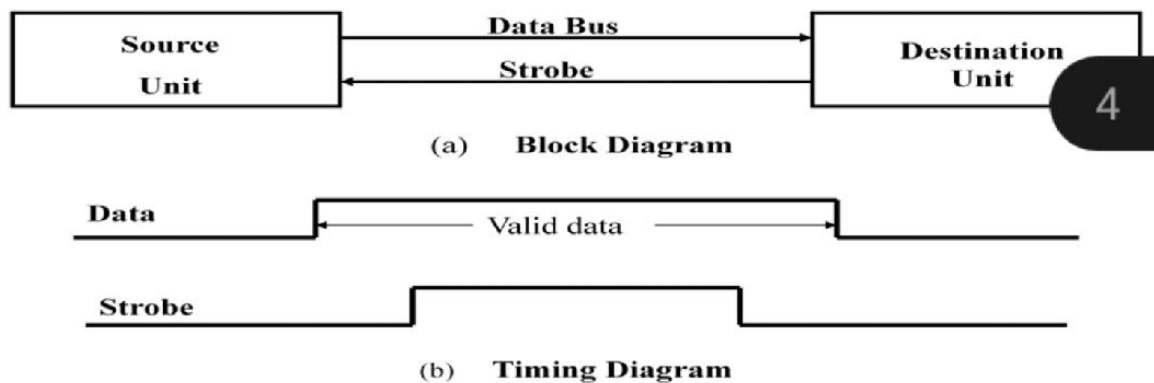 Source
Unit
Data Bus
Strobe
Destination
Unit
4
(a) Block Diagram
Data
Valid data
Strobe
(b) Timing Diagram